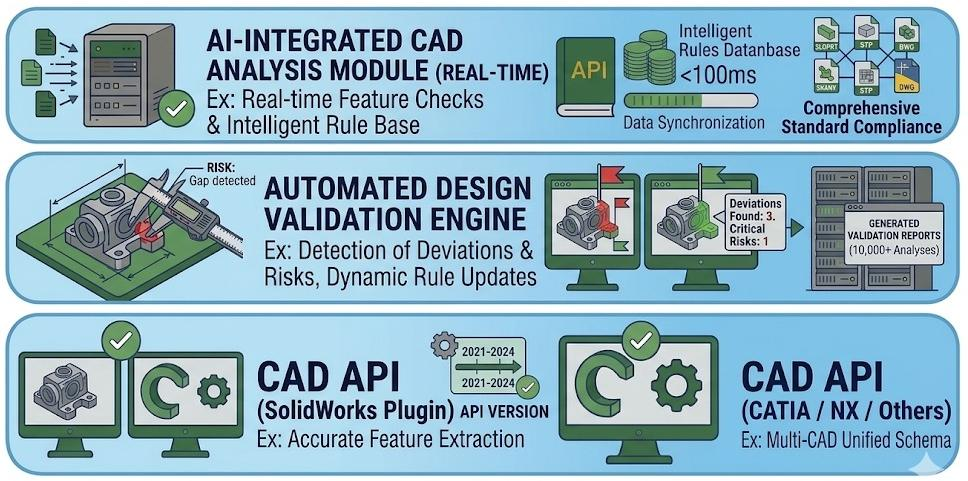 AI-INTEGRATED CAD
ANALYSIS MODULE (REAL-TIME)
Ex: Real-time Feature Checks
& Intelligent Rule Base
API
Intelligent
Rules Datanbase
<100ms
Data Synchronization
SLOPRT
STP
BWG
SKANY
STP
DWG
Comprehensive
Standard Compliance
RISK:
Gap detected
AUTOMATED DESIGN
VALIDATION ENGINE
Ex: Detection of Deviations &
Risks, Dynamic Rule Updates
Deviations
Found: 3.
Critical
Risks: 1
GENERATED
VALIDATION REPORTS
(10,000+ Analyses)
CAD API
(SolidWorks Plugin)
Ex: Accurate Feature Extraction
2021-2024
2021-2024
API VERSION
CAD API
(CATIA / NX / Others)
Ex: Multi-CAD Unified Schema